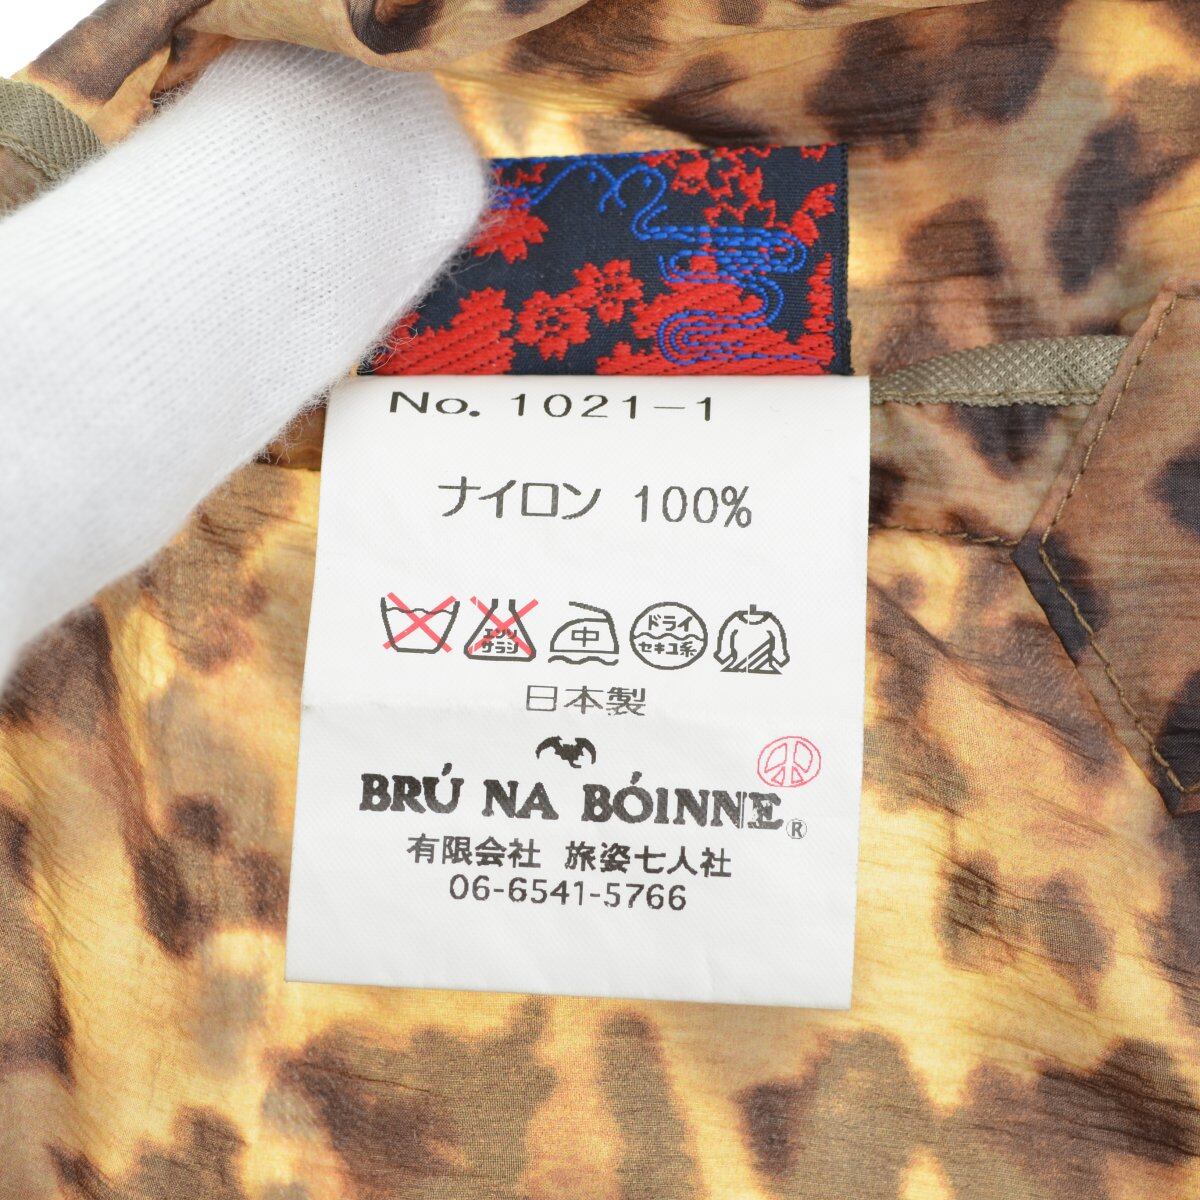 No. 1021-1
ナイロン 100%
エンソ
サラシ
中
ドライ
セキユ系
日本製
BRÚ NA BÓINNE®
有限会社 旅姿七人社
06-6541-5766